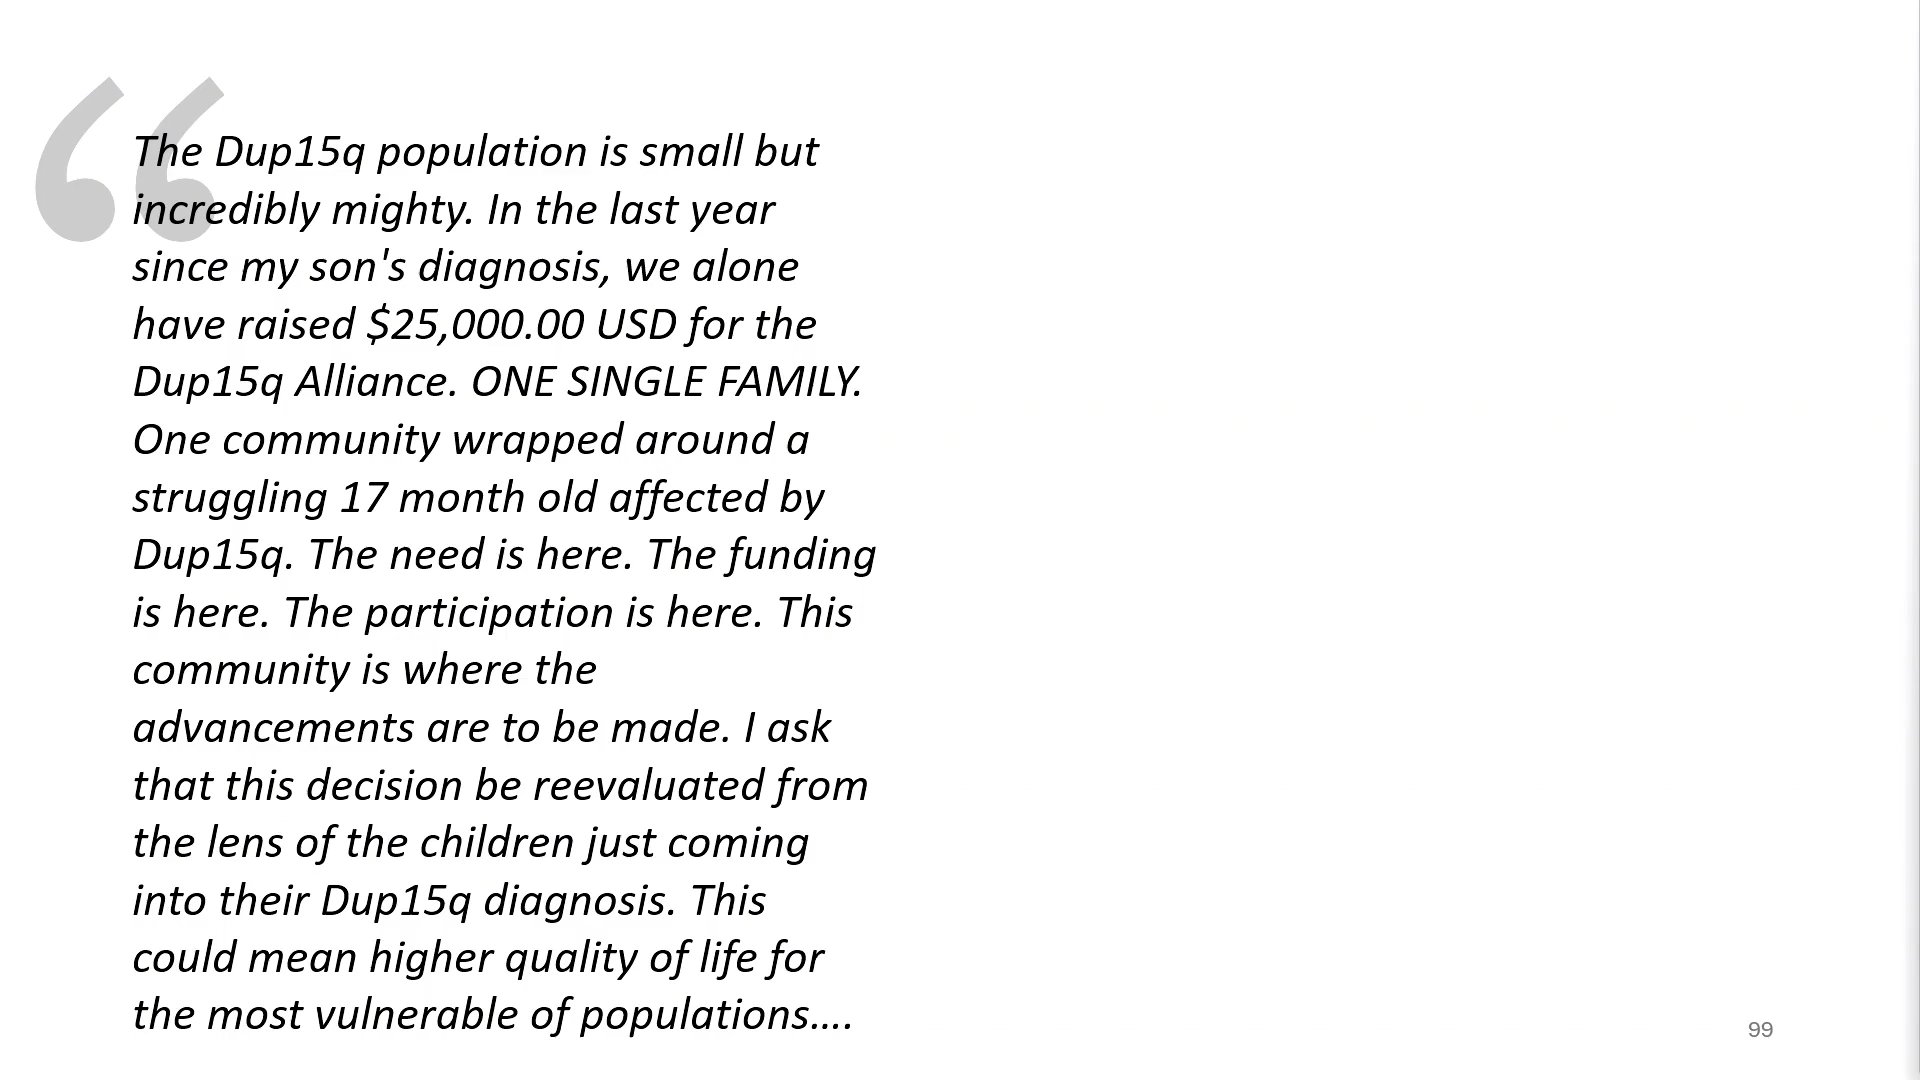 “
The Dup15q population is small but
incredibly mighty. In the last year
since my son's diagnosis, we alone
have raised $25,000.00 USD for the
Dup15q Alliance. ONE SINGLE FAMILY.
One community wrapped around a
struggling 17 month old affected by
Dup15q. The need is here. The funding
is here. The participation is here. This
community is where the
advancements are to be made. I ask
that this decision be reevaluated from
the lens of the children just coming
into their Dup15q diagnosis. This
could mean higher quality of life for
the most vulnerable of populations....
99